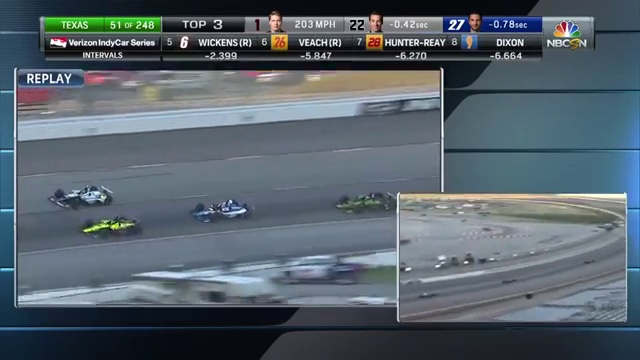 TEXAS 51 OF 248 TOP 3 1 203 MPH 22 -0.42sec 27 -0.78sec
Verizon IndyCar Series 5 6 WICKENS (R) 6 26 VEACH (R) 7 28 HUNTER-REAY 8 9 DIXON NBCSN
INTERVALS -2.399 -5.847 -6.270 -6.664
REPLAY